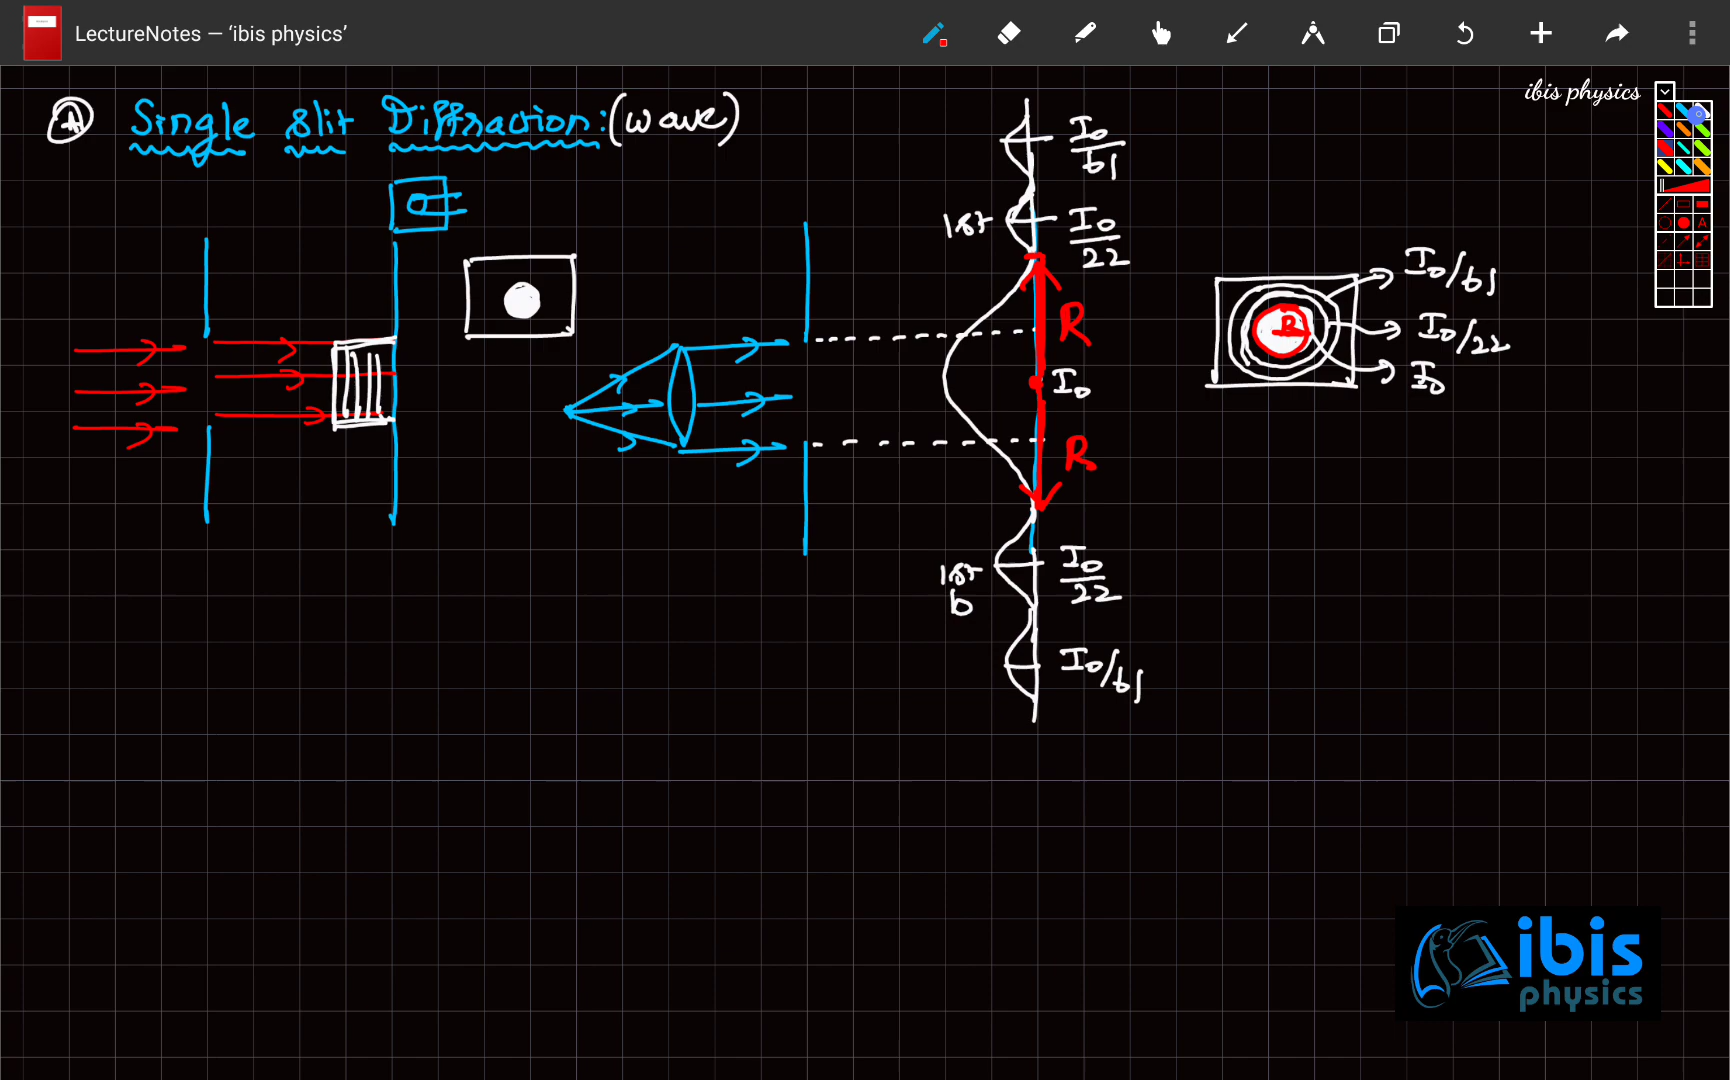 LectureNotes — ‘ibis physics’
ibis physics
A Single Slit Diffraction: (wave)
I₀/61
1st I₀/22
R
I₀
R
1st b I₀/22
I₀/61
I₀/61
I₀/22
I₀
R
A
ibis
physics